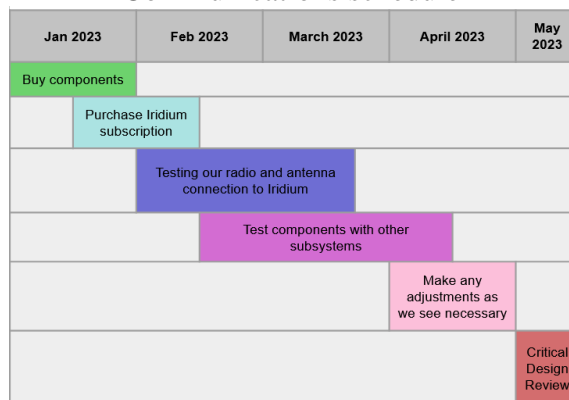 Jan 2023
Feb 2023
March 2023
April 2023
May
2023
Buy components
Purchase Iridium
subscription
Testing our radio and antenna
connection to Iridium
Test components with other
subsystems
Make any
adjustments as
we see necessary
Critical
Design
Review